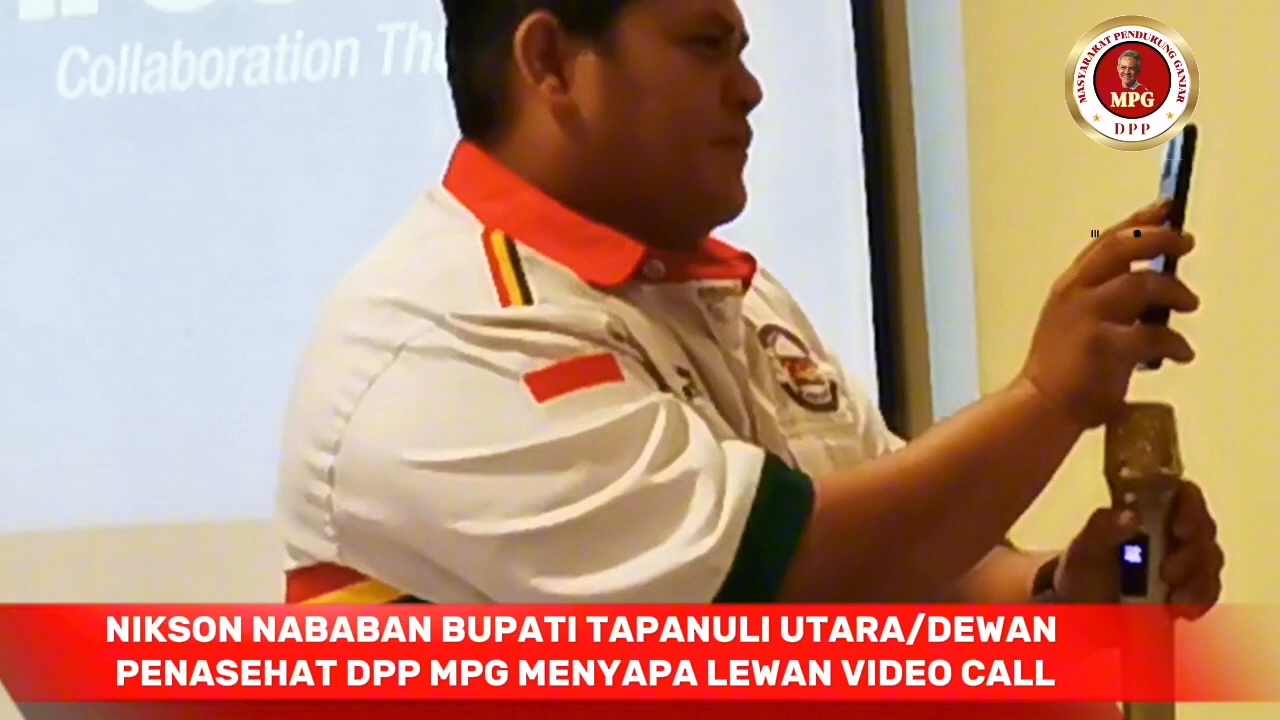 Collaboration
MASYARAKAT PENDUKUNG GANJAR
MPG
DPP
NIKSON NABABAN BUPATI TAPANULI UTARA/DEWAN
PENASEHAT DPP MPG MENYAPA LEWAN VIDEO CALL